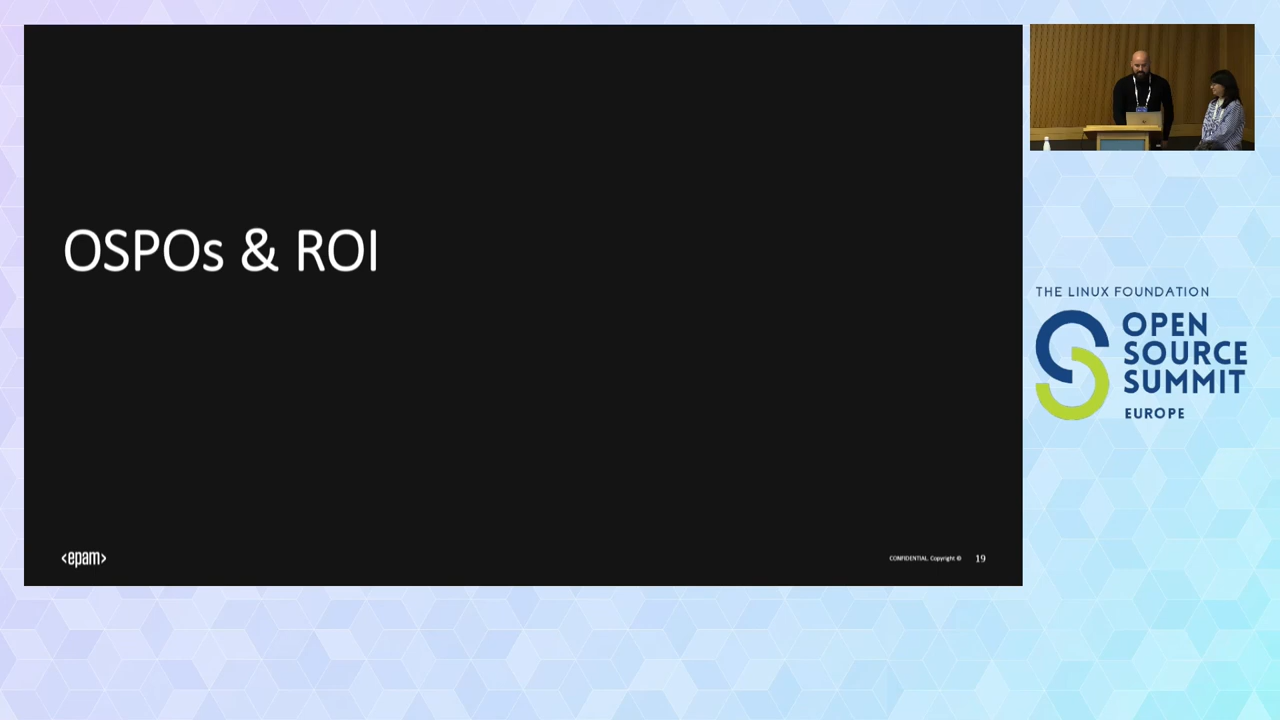 OSPOs & ROI
<epam>
CONFIDENTIAL. Copyright ©
19
THE LINUX FOUNDATION
OPEN
SOURCE
SUMMIT
EUROPE